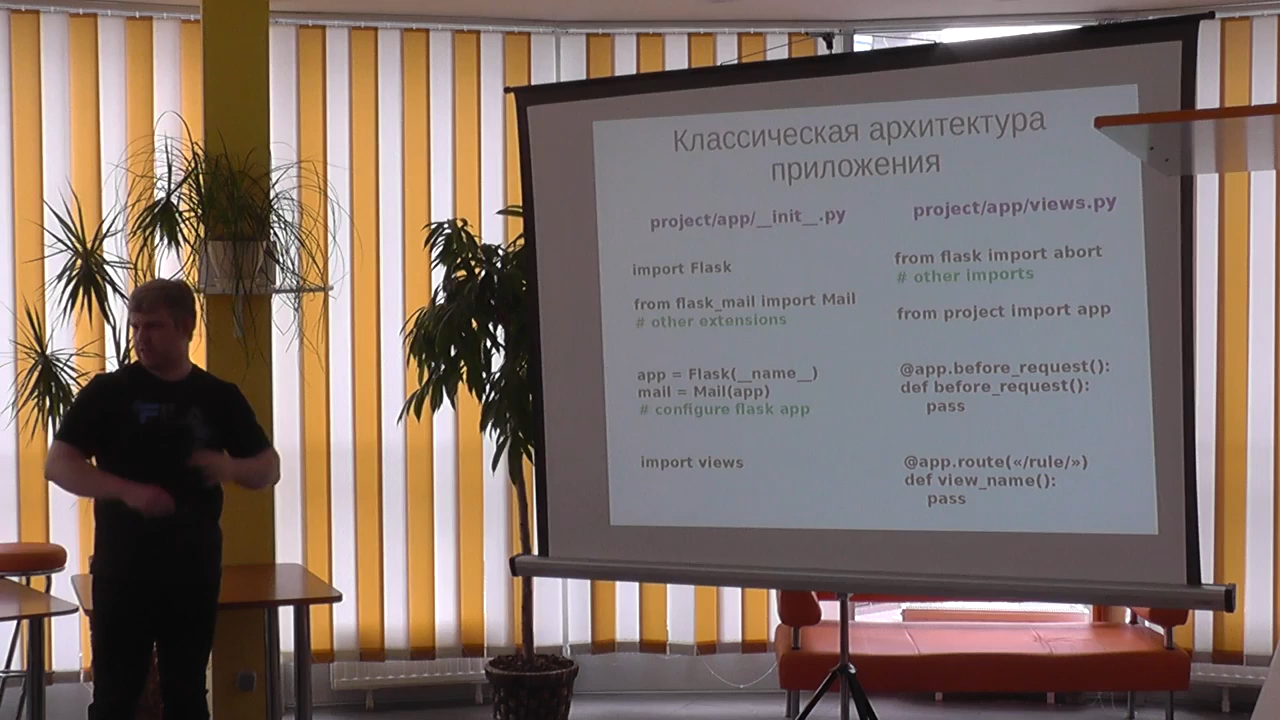 Классическая архитектура
приложения
project/app/__init__.py
import Flask
from flask_mail import Mail
# other extensions
app = Flask(__name__)
mail = Mail(app)
# configure flask app
import views
project/app/views.py
from flask import abort
# other imports
from project import app
@app.before_request():
def before_request():
pass
@app.route(«/rule/»)
def view_name():
pass